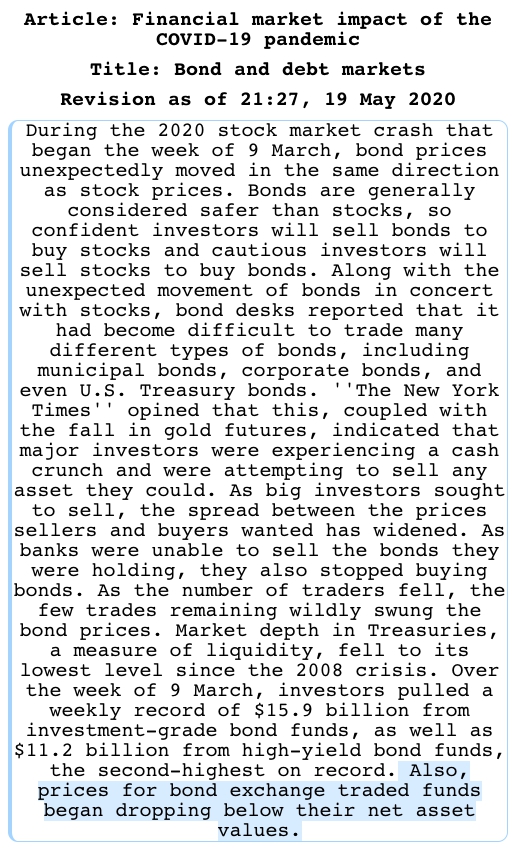 Article: Financial market impact of the
COVID-19 pandemic
Title: Bond and debt markets
Revision as of 21:27, 19 May 2020
During the 2020 stock market crash that
began the week of 9 March, bond prices
unexpectedly moved in the same direction
as stock prices. Bonds are generally
considered safer than stocks, so
confident investors will sell bonds to
buy stocks and cautious investors will
sell stocks to buy bonds. Along with the
unexpected movement of bonds in concert
with stocks, bond desks reported that it
had become difficult to trade many
different types of bonds, including
municipal bonds, corporate bonds, and
even U.S. Treasury bonds. ''The New York
Times'' opined that this, coupled with
the fall in gold futures, indicated that
major investors were experiencing a cash
crunch and were attempting to sell any
asset they could. As big investors sought
to sell, the spread between the prices
sellers and buyers wanted has widened. As
banks were unable to sell the bonds they
were holding, they also stopped buying
bonds. As the number of traders fell, the
few trades remaining wildly swung the
bond prices. Market depth in Treasuries,
a measure of liquidity, fell to its
lowest level since the 2008 crisis. Over
the week of 9 March, investors pulled a
weekly record of $15.9 billion from
investment-grade bond funds, as well as
$11.2 billion from high-yield bond funds,
the second-highest on record. Also,
prices for bond exchange traded funds
began dropping below their net asset
values.